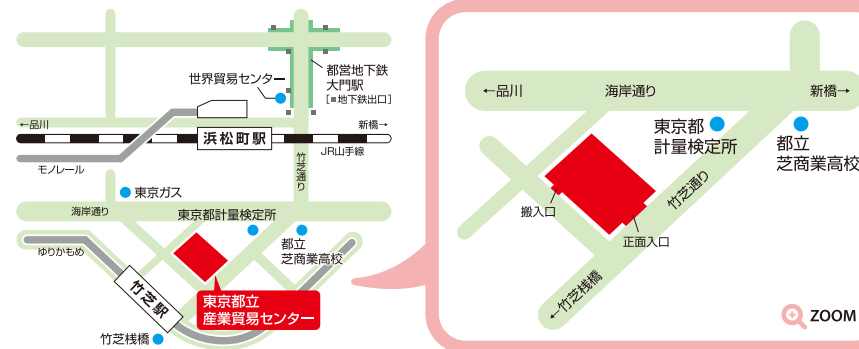 都営地下鉄
大門駅
[■地下鉄出口]
世界貿易センター
←品川
新橋→
浜松町駅
JR山手線
モノレール
竹芝通り
東京ガス
海岸通り
東京都計量検定所
都立
芝商業高校
ゆりかもめ
竹芝駅
東京都立
産業貿易センター
竹芝桟橋
←品川
海岸通り
新橋→
東京都
計量検定所
都立
芝商業高校
竹芝通り
搬入口
正面入口
←竹芝桟橋
ZOOM